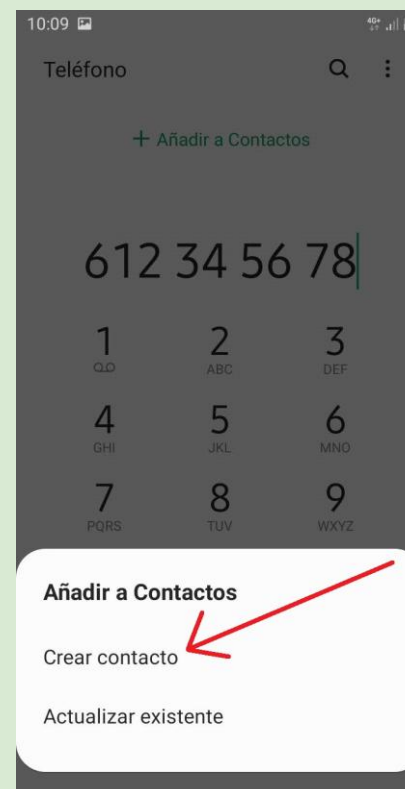 10:09
4G+
Teléfono
+ Añadir a Contactos
612 34 56 78
1 2 3
ABC DEF
4 5 6
GHI JKL MNO
7 8 9
PQRS TUV WXYZ
Añadir a Contactos
Crear contacto
Actualizar existente